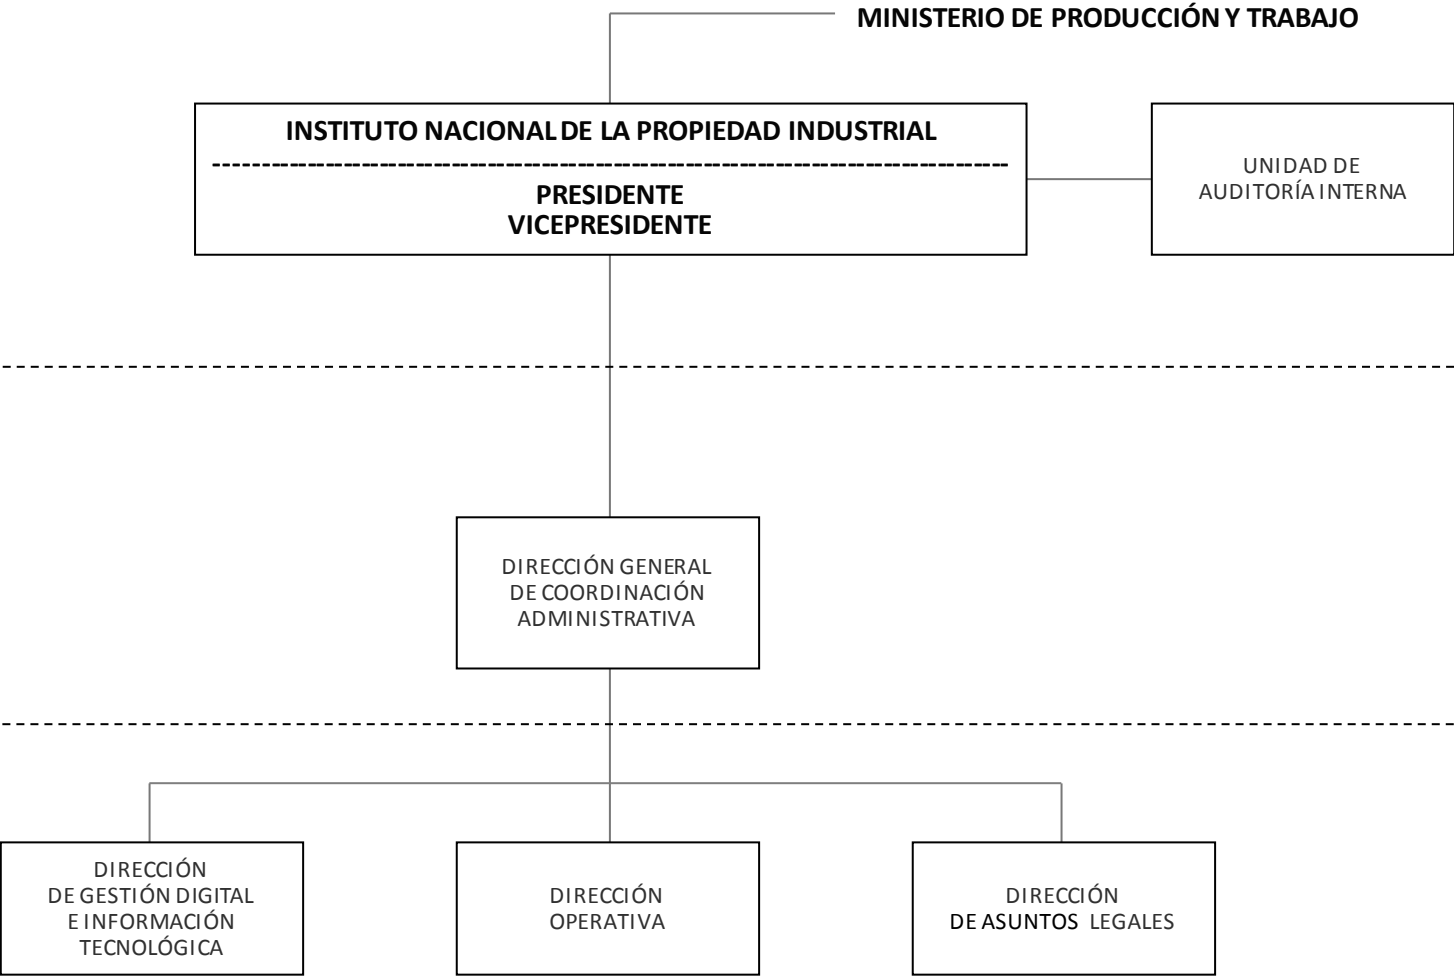 MINISTERIO DE PRODUCCIÓN Y TRABAJO
INSTITUTO NACIONAL DE LA PROPIEDAD INDUSTRIAL
PRESIDENTE
VICEPRESIDENTE
UNIDAD DE
AUDITORÍA INTERNA
DIRECCIÓN GENERAL
DE COORDINACIÓN
ADMINISTRATIVA
DIRECCIÓN
DE GESTIÓN DIGITAL
E INFORMACIÓN
TECNOLÓGICA
DIRECCIÓN
OPERATIVA
DIRECCIÓN
DE ASUNTOS LEGALES